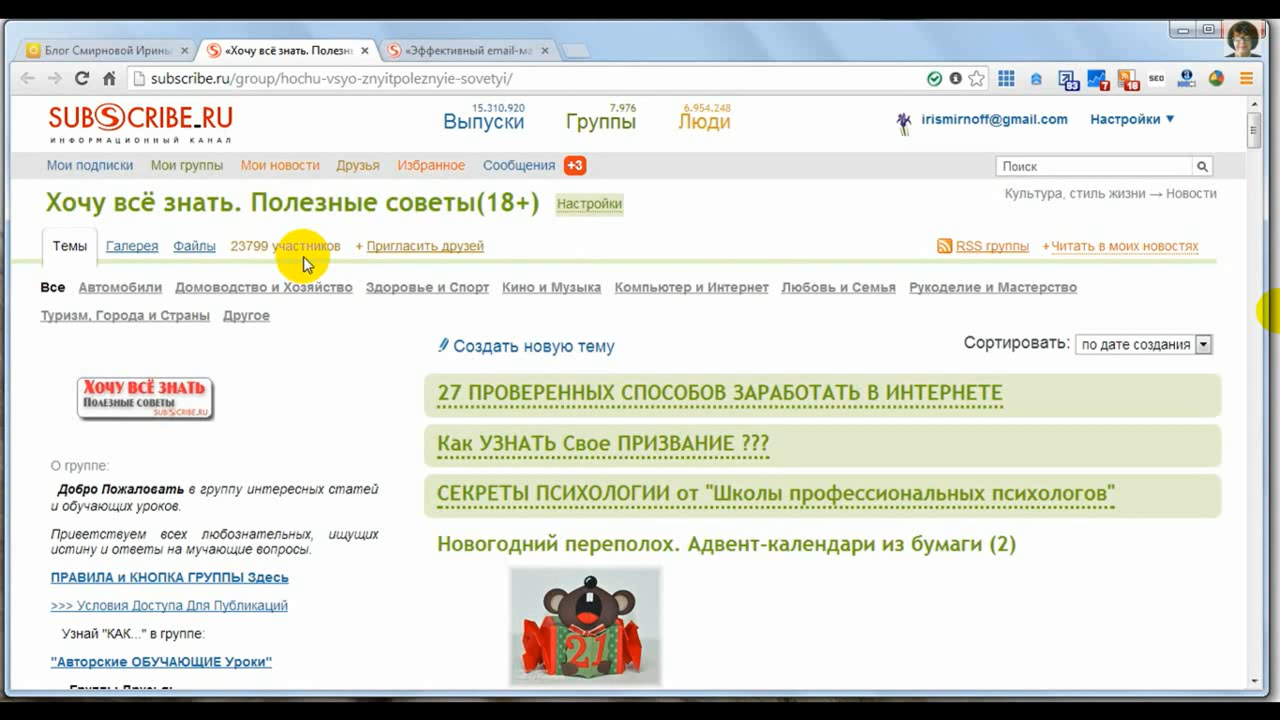 Блог Смирновой Ирины
«Хочу всё знать. Полезн
«Эффективный email-ма
subscribe.ru/group/hochu-vsyo-znyitpoleznyie-sovetyi/
63
7
18
SEO
SUBSCRIBE.RU
ИНФОРМАЦИОННЫЙ КАНАЛ
15.310.920
Выпуски
7.976
Группы
6.954.248
Люди
irismirnoff@gmail.com
Настройки
Мои подписки Мои группы Мои новости Друзья Избранное Сообщения +3
Поиск
Хочу всё знать. Полезные советы(18+) Настройки
Культура, стиль жизни → Новости
Темы Галерея Файлы 23799 участников + Пригласить друзей
RSS группы +Читать в моих новостях
Все Автомобили Домоводство и Хозяйство Здоровье и Спорт Кино и Музыка Компьютер и Интернет Любовь и Семья Рукоделие и Мастерство
Туризм, Города и Страны Другое
Создать новую тему
Сортировать: по дате создания
ХОЧУ ВСЁ ЗНАТЬ
ПОЛЕЗНЫЕ СОВЕТЫ
SUBSCRIBE.RU
О группе:
Добро Пожаловать в группу интересных статей
и обучающих уроков.
Приветствуем всех любознательных, ищущих
истину и ответы на мучающие вопросы.
ПРАВИЛА и КНОПКА ГРУППЫ Здесь
>>> Условия Доступа Для Публикаций
Узнай "КАК..." в группе:
"Авторские ОБУЧАЮЩИЕ Уроки"
27 ПРОВЕРЕННЫХ СПОСОБОВ ЗАРАБОТАТЬ В ИНТЕРНЕТЕ
Как УЗНАТЬ Свое ПРИЗВАНИЕ ???
СЕКРЕТЫ ПСИХОЛОГИИ от "Школы профессиональных психологов"
Новогодний переполох. Адвент-календари из бумаги (2)
21